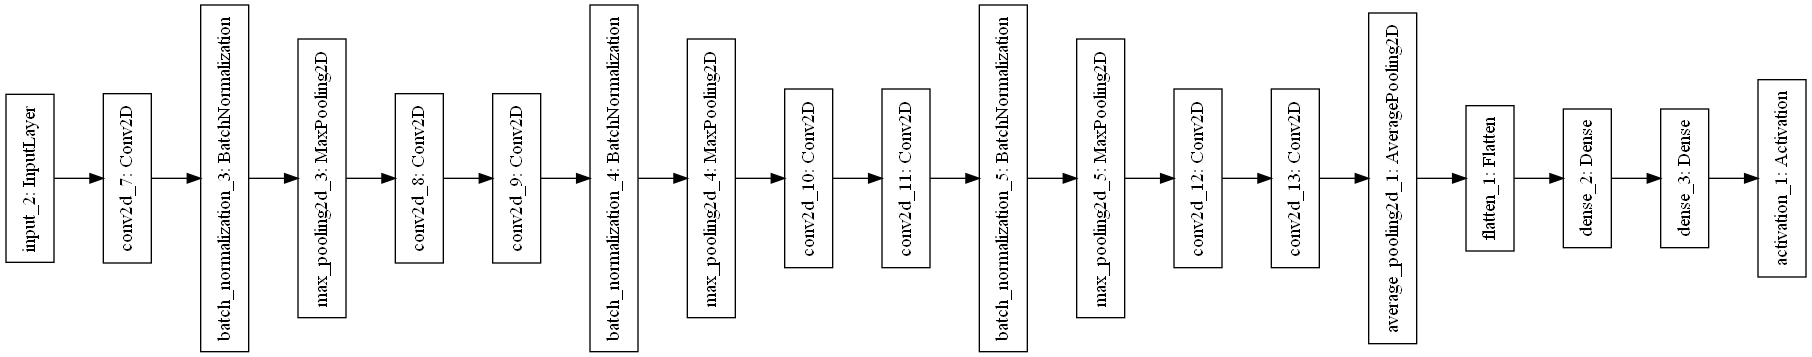 input_2: InputLayer
conv2d_7: Conv2D
batch_normalization_3: BatchNormalization
max_pooling2d_3: MaxPooling2D
conv2d_8: Conv2D
conv2d_9: Conv2D
batch_normalization_4: BatchNormalization
max_pooling2d_4: MaxPooling2D
conv2d_10: Conv2D
conv2d_11: Conv2D
batch_normalization_5: BatchNormalization
max_pooling2d_5: MaxPooling2D
conv2d_12: Conv2D
conv2d_13: Conv2D
average_pooling2d_1: AveragePooling2D
flatten_1: Flatten
dense_2: Dense
dense_3: Dense
activation_1: Activation